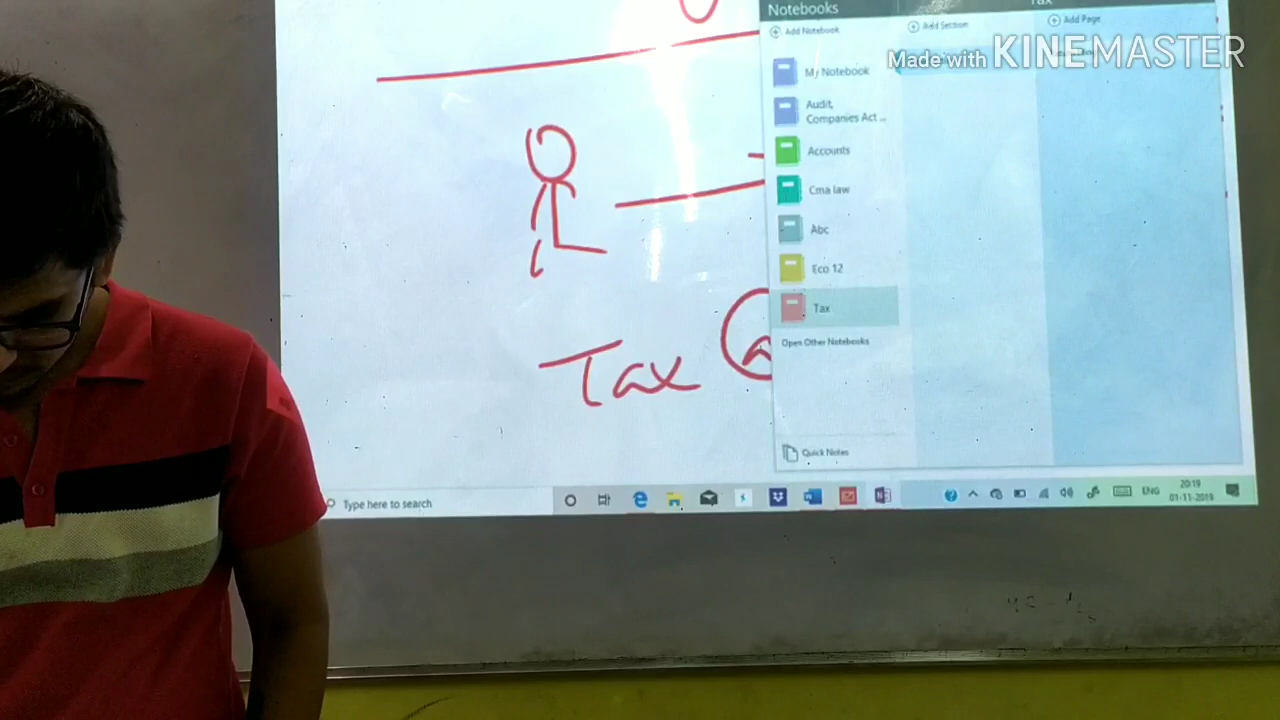 Notebooks
Tax
Add Notebook
Add Section
Add Page
Made with KINEMASTER
My Notebook
Audit,
Companies Act ...
Accounts
Cma law
Abc
Eco 12
Tax
Open Other Notebooks
Tax
Quick Notes
Type here to search
ENG
20:19
01-11-2019